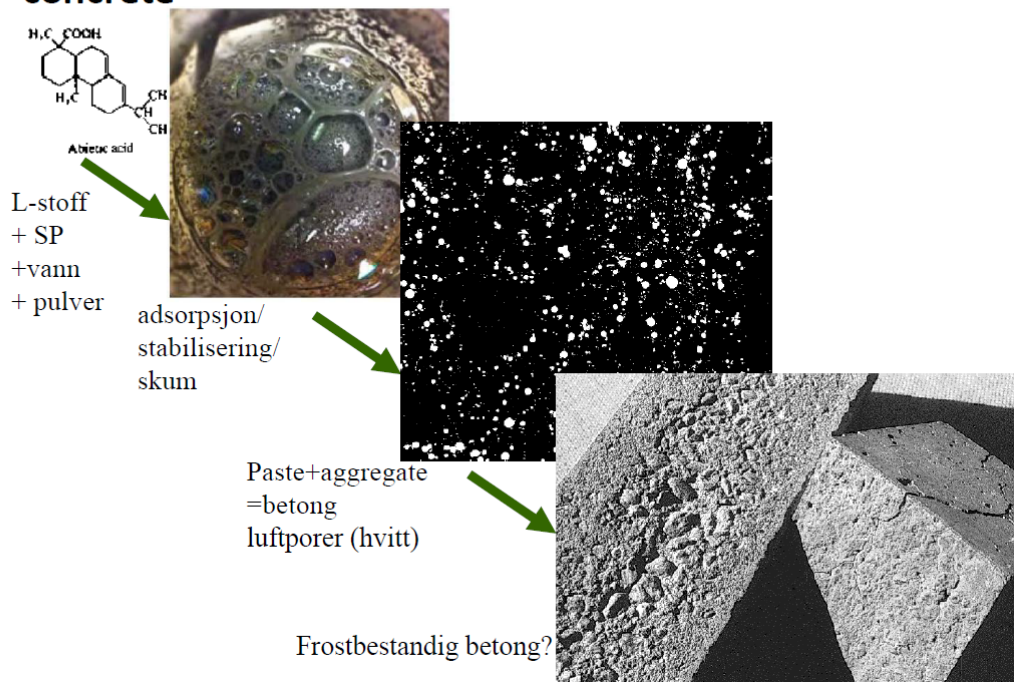 concrete
H₃C COOH
H₃C
CH
CH
CH
Abietic acid
L-stoff
+ SP
+vann
+ pulver
adsorpsjon/
stabilisering/
skum
Paste+aggregate
=betong
luftporer (hvitt)
Frostbestandig betong?